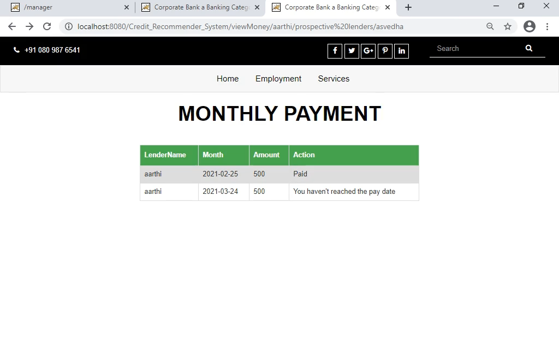 /manager
Corporate Bank a Banking Categ
Corporate Bank a Banking Categ
localhost:8080/Credit_Recommender_System/viewMoney/aarthi/prospective%20lenders/asvedha
+91 080 987 6541
Search
Home Employment Services
MONTHLY PAYMENT
LenderName Month Amount Action
aarthi 2021-02-25 500 Paid
aarthi 2021-03-24 500 You haven't reached the pay date